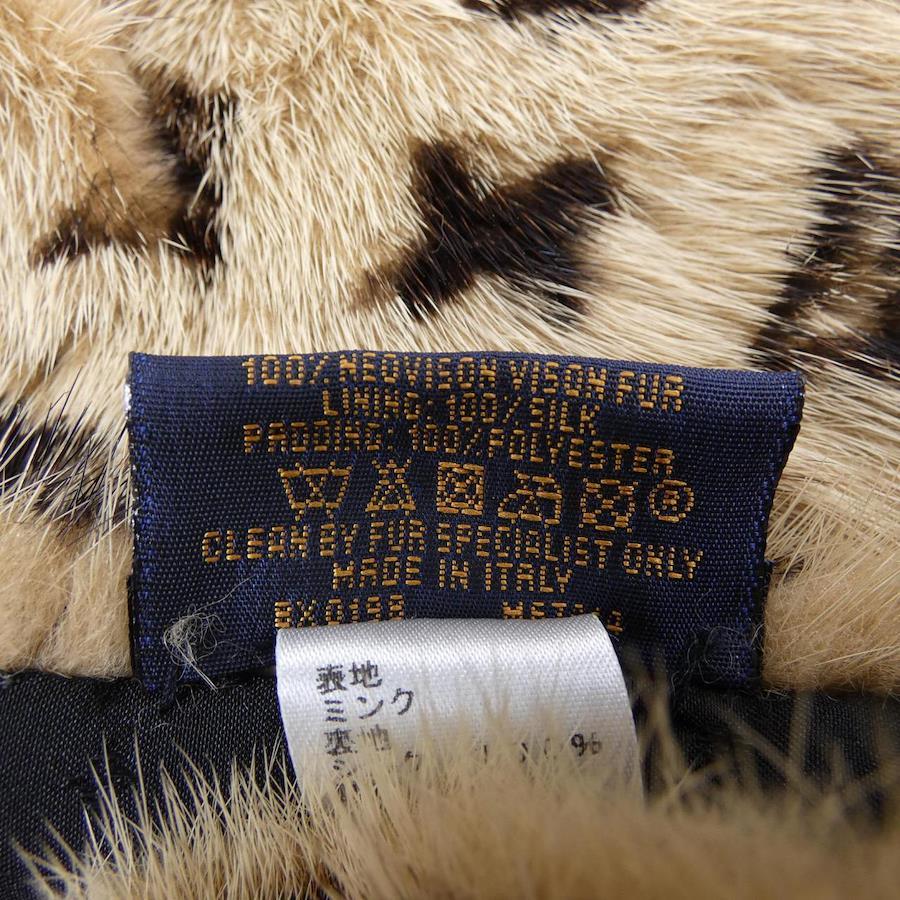 100% NEOVISON VISON FUR
LINING: 100% SILK
PADDING: 100% POLYESTER
CLEAN BY FUR SPECIALIST ONLY
MADE IN ITALY
表地
ミンク
裏地
%